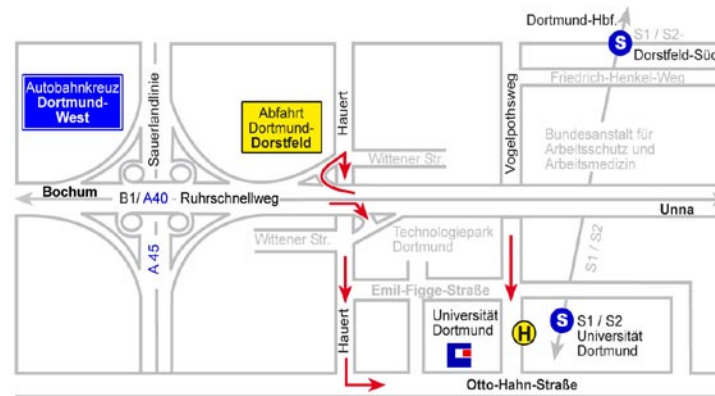 Dortmund-Hbf.
S1 / S2-
S
Dorstfeld-Süd
Friedrich-Henkel-Weg
Autobahnkreuz
Dortmund-
West
Sauerlandlinie
Abfahrt
Dortmund-
Dorstfeld
Hauert
Vogelpothsweg
Wittener Str.
Bundesanstalt für
Arbeitsschutz und
Arbeitsmedizin
Bochum
B1/ A40 - Ruhrschnellweg
Unna
A 45
Wittener Str.
Technologiepark
Dortmund
S1 / S2
Emil-Figge-Straße
Hauert
Universität
Dortmund
H
S
S1 / S2
Universität
Dortmund
Otto-Hahn-Straße